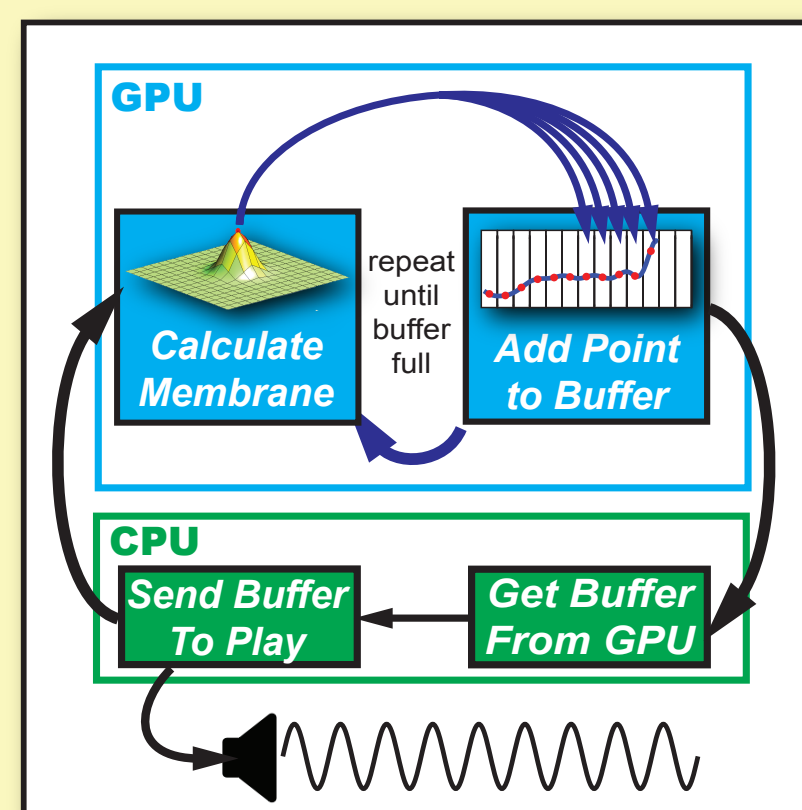 GPU
repeat
until
buffer
full
Calculate
Membrane
Add Point
to Buffer
CPU
Send Buffer
To Play
Get Buffer
From GPU